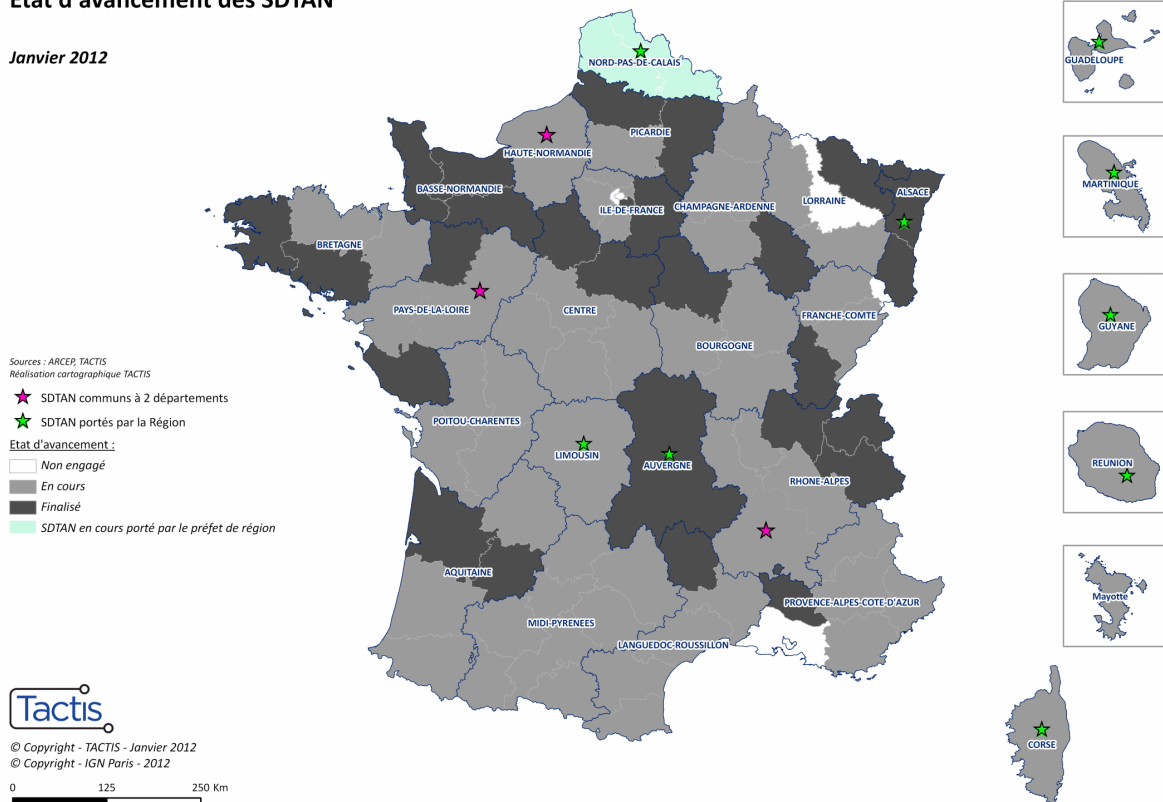 Etat d'avancement des SDTAN
Janvier 2012
NORD-PAS-DE-CALAIS
PICARDIE
HAUTE-NORMANDIE
BASSE-NORMANDIE
ILE-DE-FRANCE
CHAMPAGNE-ARDENNE
LORRAINE
ALSACE
BRETAGNE
PAYS-DE-LA-LOIRE
CENTRE
FRANCHE-COMTE
BOURGOGNE
POITOU-CHARENTES
LIMOUSIN
AUVERGNE
RHONE-ALPES
AQUITAINE
PROVENCE-ALPES-COTE-D'AZUR
MIDI-PYRENEES
LANGUEDOC-ROUSSILLON
GUADELOUPE
MARTINIQUE
GUYANE
REUNION
Mayotte
CORSE
Sources : ARCEP, TACTIS
Réalisation cartographique TACTIS
SDTAN communs à 2 départements
SDTAN portés par la Région
Etat d'avancement :
Non engagé
En cours
Finalisé
SDTAN en cours porté par le préfet de région
Tactis
© Copyright - TACTIS - Janvier 2012
© Copyright - IGN Paris - 2012
0 125 250 Km